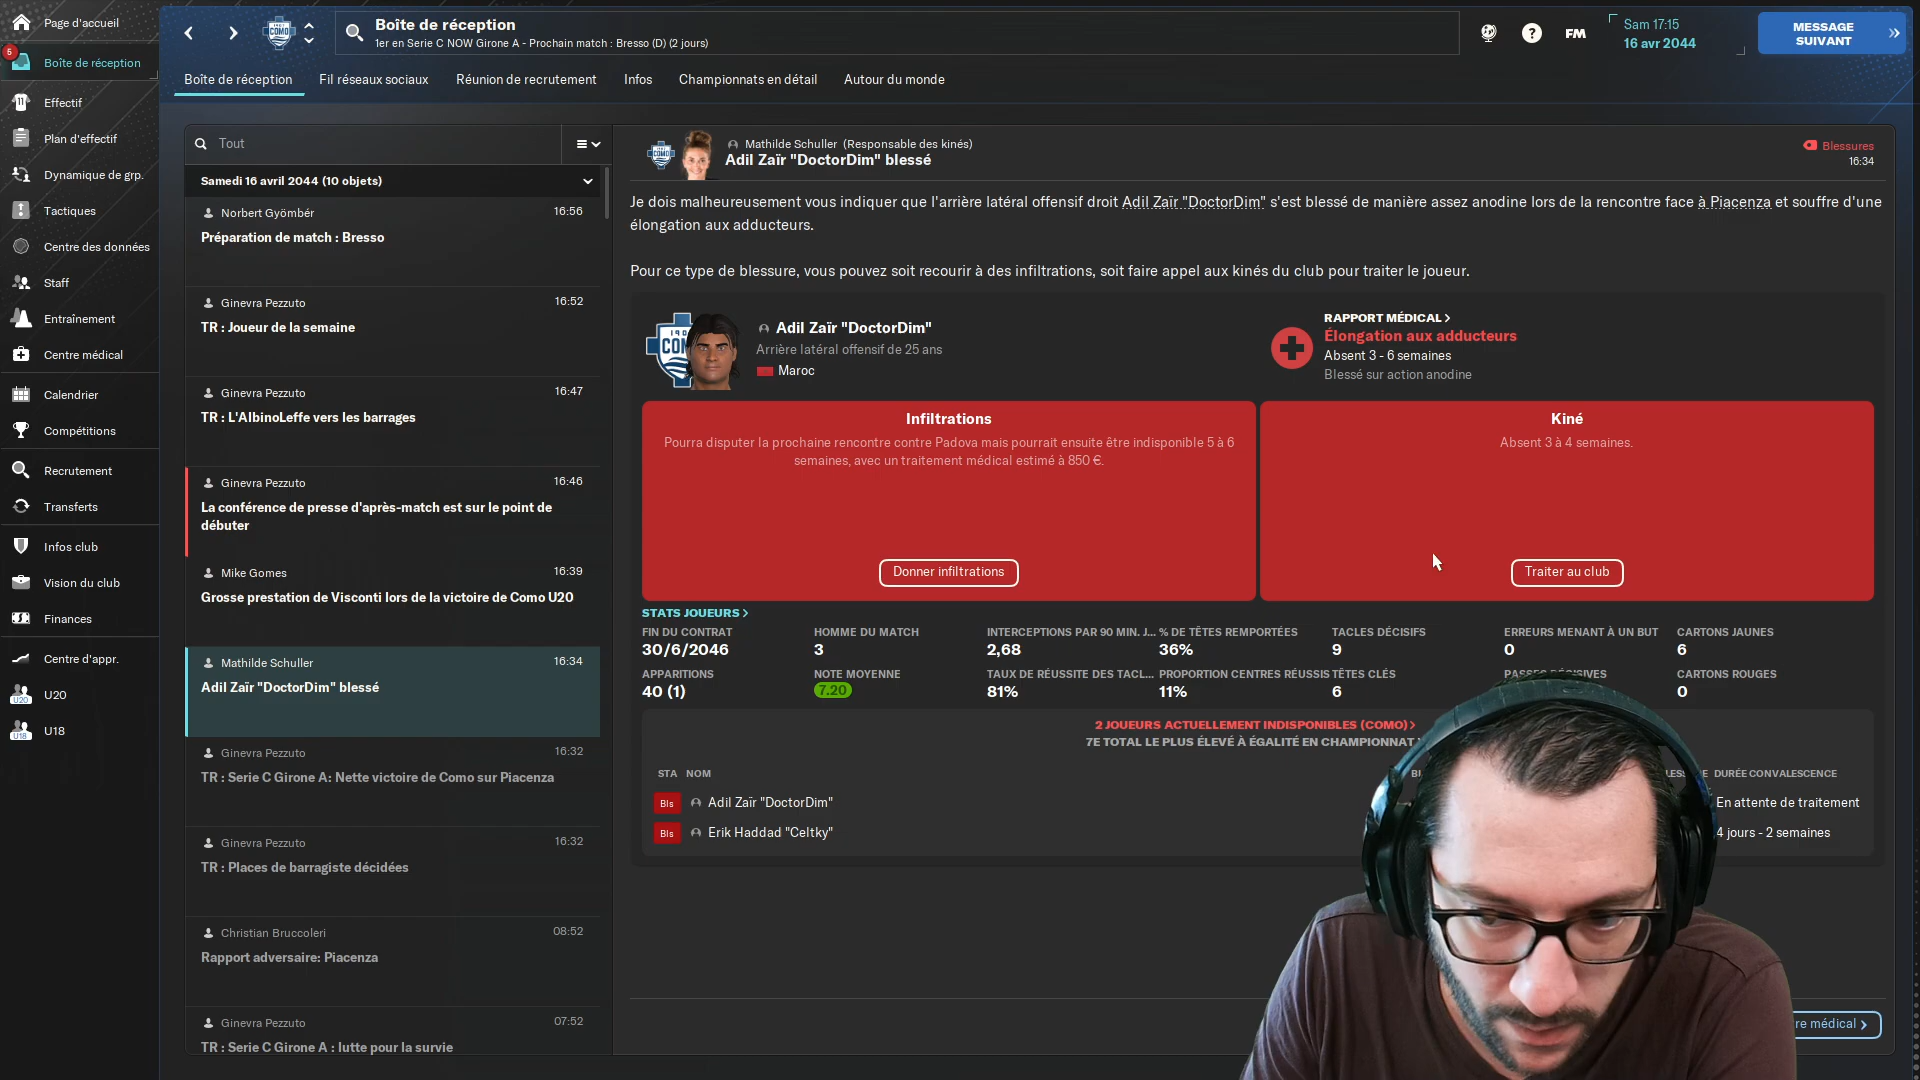 Page d'accueil
5
Boîte de réception
Effectif
Plan d'effectif
Dynamique de grp.
Tactiques
Centre des données
Staff
Entraînement
Centre médical
Calendrier
Compétitions
Recrutement
Transferts
Infos club
Vision du club
Finances
Centre d'appr.
U20
U20
U18
U18
COMO
Boîte de réception
1er en Serie C NOW Girone A - Prochain match : Bresso (D) (2 jours)
FM
Sam 17:15
16 avr 2044
MESSAGE
SUIVANT
Boîte de réception
Fil réseaux sociaux
Réunion de recrutement
Infos
Championnats en détail
Autour du monde
Tout
Samedi 16 avril 2044 (10 objets)
Norbert Gyömbér 16:56
Préparation de match : Bresso
Ginevra Pezzuto 16:52
TR : Joueur de la semaine
Ginevra Pezzuto 16:47
TR : L'AlbinoLeffe vers les barrages
Ginevra Pezzuto 16:46
La conférence de presse d'après-match est sur le point de
débuter
Mike Gomes 16:39
Grosse prestation de Visconti lors de la victoire de Como U20
Mathilde Schuller 16:34
Adil Zaïr "DoctorDim" blessé
Ginevra Pezzuto 16:32
TR : Serie C Girone A: Nette victoire de Como sur Piacenza
Ginevra Pezzuto 16:32
TR : Places de barragiste décidées
Christian Bruccoleri 08:52
Rapport adversaire: Piacenza
Ginevra Pezzuto 07:52
TR : Serie C Girone A : lutte pour la survie
Mathilde Schuller (Responsable des kinés)
Adil Zaïr "DoctorDim" blessé
Blessures
16:34
Je dois malheureusement vous indiquer que l'arrière latéral offensif droit Adil Zaïr "DoctorDim" s'est blessé de manière assez anodine lors de la rencontre face à Piacenza et souffre d'une
élongation aux adducteurs.
Pour ce type de blessure, vous pouvez soit recourir à des infiltrations, soit faire appel aux kinés du club pour traiter le joueur.
Adil Zaïr "DoctorDim"
Arrière latéral offensif de 25 ans
Maroc
RAPPORT MÉDICAL
Élongation aux adducteurs
Absent 3 - 6 semaines
Blessé sur action anodine
Infiltrations
Pourra disputer la prochaine rencontre contre Padova mais pourrait ensuite être indisponible 5 à 6
semaines, avec un traitement médical estimé à 850 €.
Donner infiltrations
Kiné
Absent 3 à 4 semaines.
Traiter au club
STATS JOUEURS
FIN DU CONTRAT HOMME DU MATCH INTERCEPTIONS PAR 90 MIN. J... % DE TÊTES REMPORTÉES TACLES DÉCISIFS ERREURS MENANT À UN BUT CARTONS JAUNES
30/6/2046 3 2,68 36% 9 0 6
APPARITIONS NOTE MOYENNE TAUX DE RÉUSSITE DES TACL... PROPORTION CENTRES RÉUSSIS TÊTES CLÉS CARTONS ROUGES
40 (1) 7.20 81% 11% 6 0
2 JOUEURS ACTUELLEMENT INDISPONIBLES (COMO)
7E TOTAL LE PLUS ÉLEVÉ À ÉGALITÉ EN CHAMPIONNAT
STA NOM DURÉE CONVALESCENCE
Bls Adil Zaïr "DoctorDim" En attente de traitement
Bls Erik Haddad "Celtky" 4 jours - 2 semaines
médical